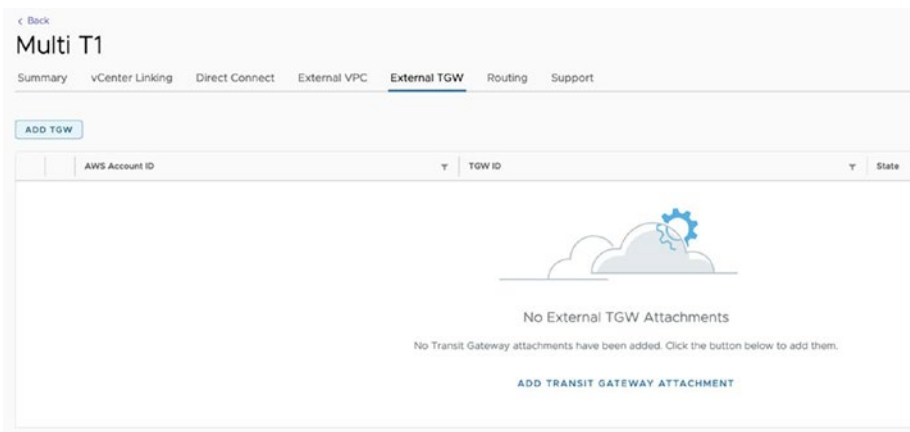 < Back
Multi T1
Summary vCenter Linking Direct Connect External VPC External TGW Routing Support
ADD TGW
AWS Account ID TGW ID State
No External TGW Attachments
No Transit Gateway attachments have been added. Click the button below to add them.
ADD TRANSIT GATEWAY ATTACHMENT